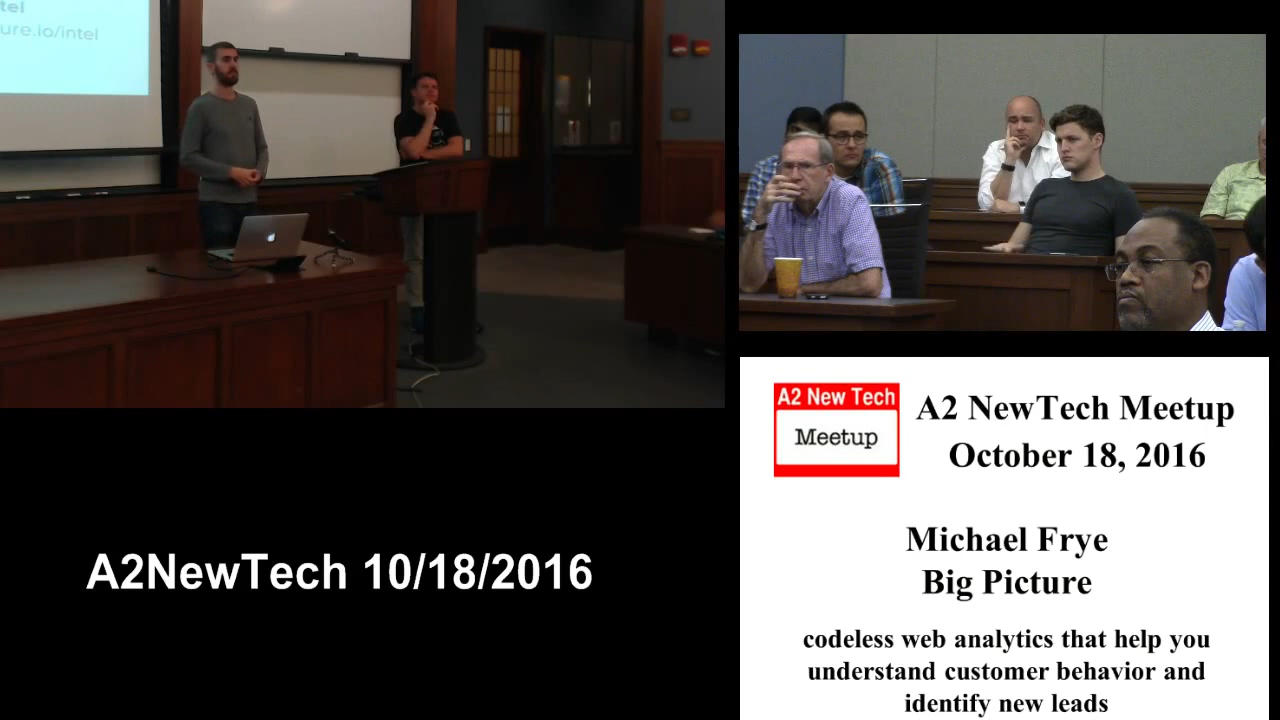 tel
ure.io/intel
A2 New Tech
Meetup
A2 NewTech Meetup
October 18, 2016
Michael Frye
Big Picture
codeless web analytics that help you
understand customer behavior and
identify new leads
A2NewTech 10/18/2016